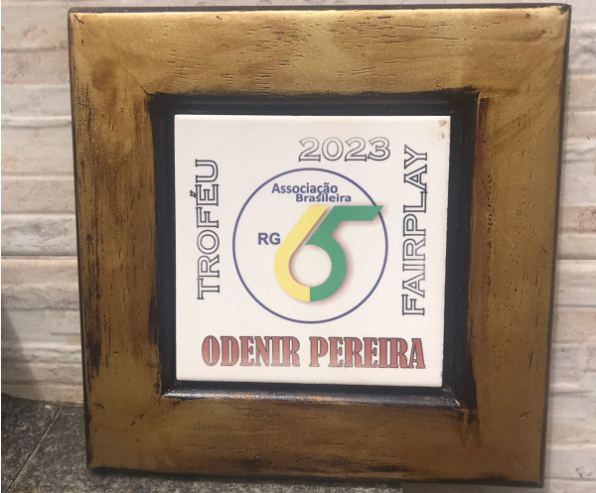 2023
TROFÉU
FAIRPLAY
Associação
Brasileira
RG
65
ODENIR PEREIRA